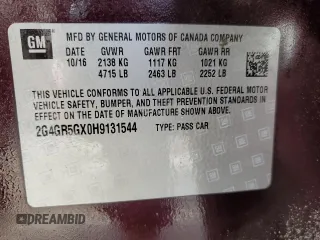 GM
MFD BY GENERAL MOTORS OF CANADA COMPANY
DATE GVWR GAWR FRT GAWR RR
10/16 2138 KG 1117 KG 1021 KG
4715 LB 2463 LB 2252 LB
THIS VEHICLE CONFORMS TO ALL APPLICABLE U.S. FEDERAL MOTOR
VEHICLE SAFETY, BUMPER, AND THEFT PREVENTION STANDARDS
IN EFFECT ON THE DATE OF MANUFACTURE SHOWN ABOVE.
2G4GR5GX0H9131544 TYPE: PASS CAR